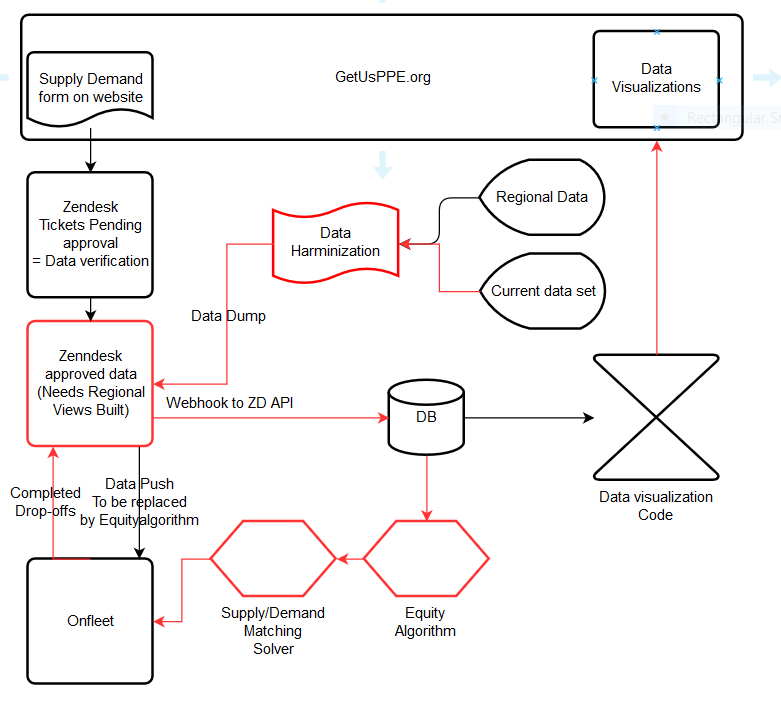 GetUsPPE.org
Supply Demand
form on website
Data
Visualizations
Rectangular Sn
Zendesk
Tickets Pending
approval
= Data verification
Regional Data
Data
Harminization
Current data set
Data Dump
Zenndesk
approved data
(Needs Regional
Views Built)
Webhook to ZD API
DB
Data visualization
Code
Completed
Drop-offs
Data Push
To be replaced
by Equityalgorithm
Onfleet
Supply/Demand
Matching
Solver
Equity
Algorithm